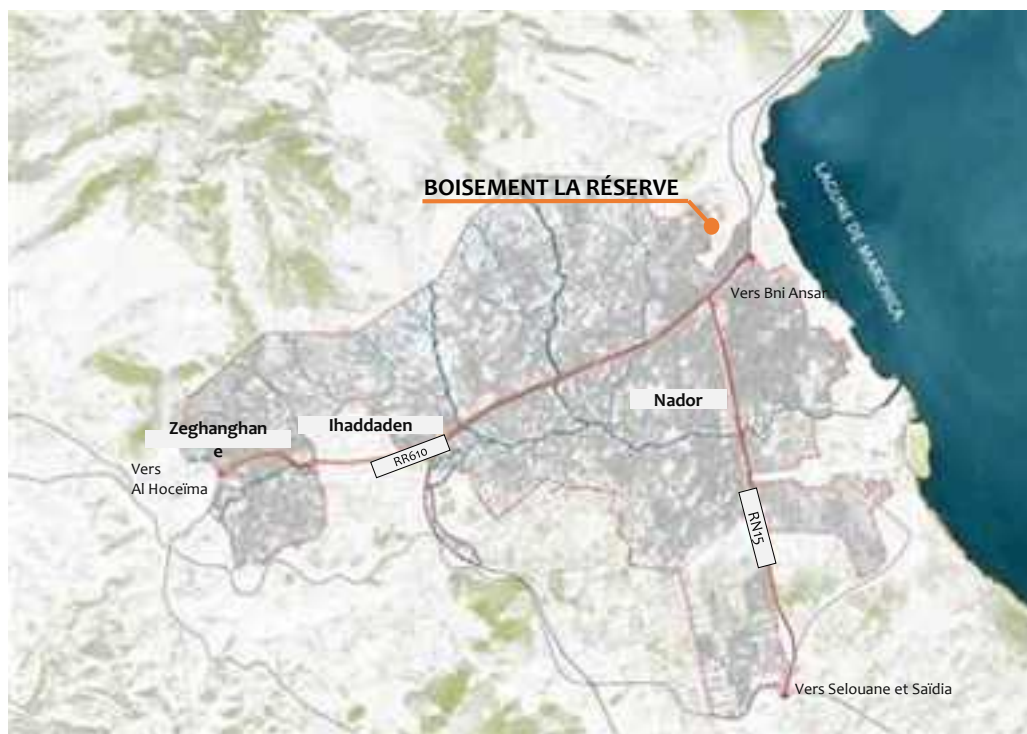 BOISEMENT LA RÉSERVE
LAGUNE DE MARCHICA
Vers Bni Ansar
Nador
Ihaddaden
Zeghanghan
e
RR610
Vers
Al Hoceïma
RN15
Vers Selouane et Saïdia